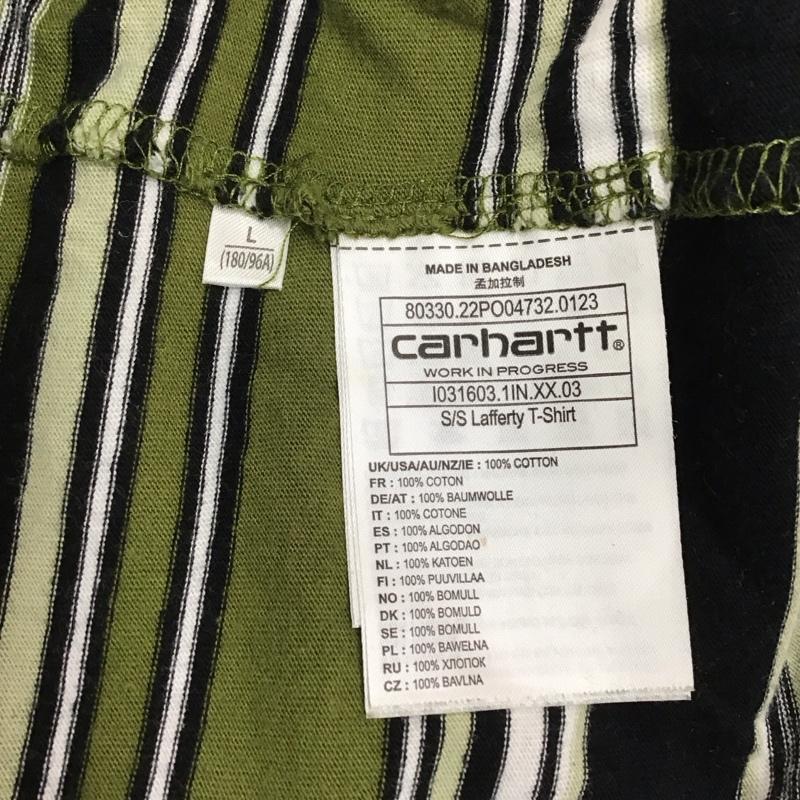 L
(180/96A)
MADE IN BANGLADESH
孟加拉制
80330.22PO04732.0123
carhartt®
WORK IN PROGRESS
I031603.1IN.XX.03
S/S Lafferty T-Shirt
UK/USA/AU/NZ/IE : 100% COTTON
FR : 100% COTON
DE/AT : 100% BAUMWOLLE
IT : 100% COTONE
ES : 100% ALGODON
PT : 100% ALGODAO
NL : 100% KATOEN
FI : 100% PUUVILLAA
NO : 100% BOMULL
DK : 100% BOMULD
SE : 100% BOMULL
PL : 100% BAWELNA
RU : 100% ХЛОПОК
CZ : 100% BAVLNA